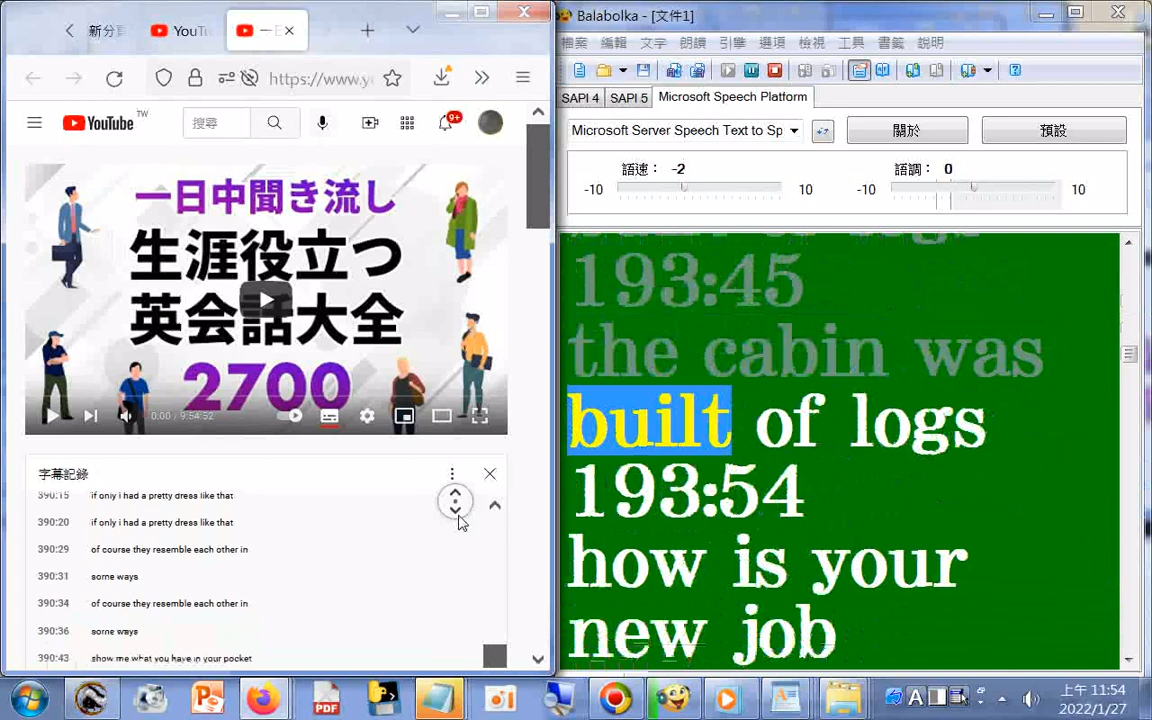 新分
YouTu
一 E
https://www.y
YouTube TW
搜尋
9+
一日中聞き流し
生涯役立つ
英会話大全
2700
0:00 / 9:54:52
字幕記錄
390:15 if only i had a pretty dress like that
390:20 if only i had a pretty dress like that
390:29 of course they resemble each other in
390:31 some ways
390:34 of course they resemble each other in
390:36 some ways
390:43 show me what you have in your pocket
Balabolka - [文件1]
檔案 編輯 文字 朗讀 引擎 選項 檢視 工具 書籤 說明
SAPI 4 SAPI 5 Microsoft Speech Platform
Microsoft Server Speech Text to Sp
關於
預設
語速： -2
語調： 0
-10 10
-10 10
193:45
the cabin was
built of logs
193:54
how is your
new job
PDF
A
上午 11:54
2022/1/27